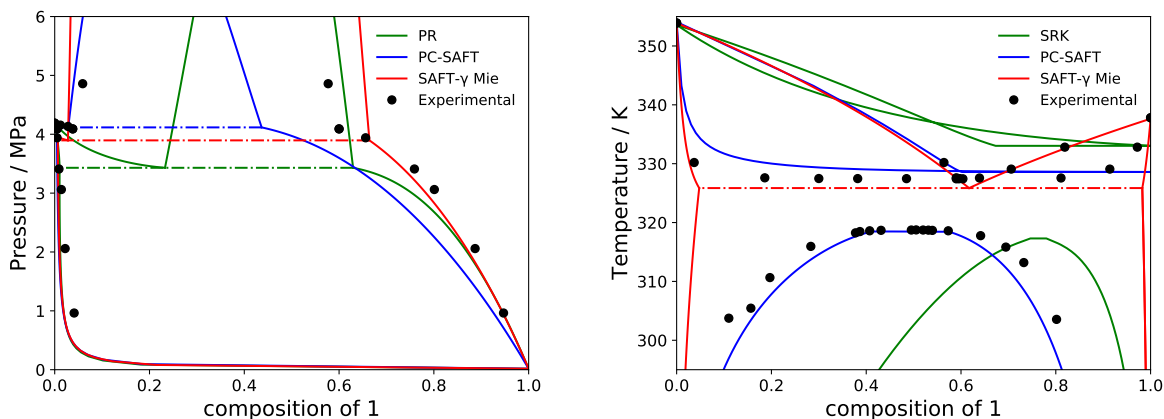 6
5
4
3
2
1
0
Pressure / MPa
PR
PC-SAFT
SAFT-γ Mie
Experimental
0.0 0.2 0.4 0.6 0.8 1.0
composition of 1
350
340
330
320
310
300
Temperature / K
SRK
PC-SAFT
SAFT-γ Mie
Experimental
0.0 0.2 0.4 0.6 0.8 1.0
composition of 1